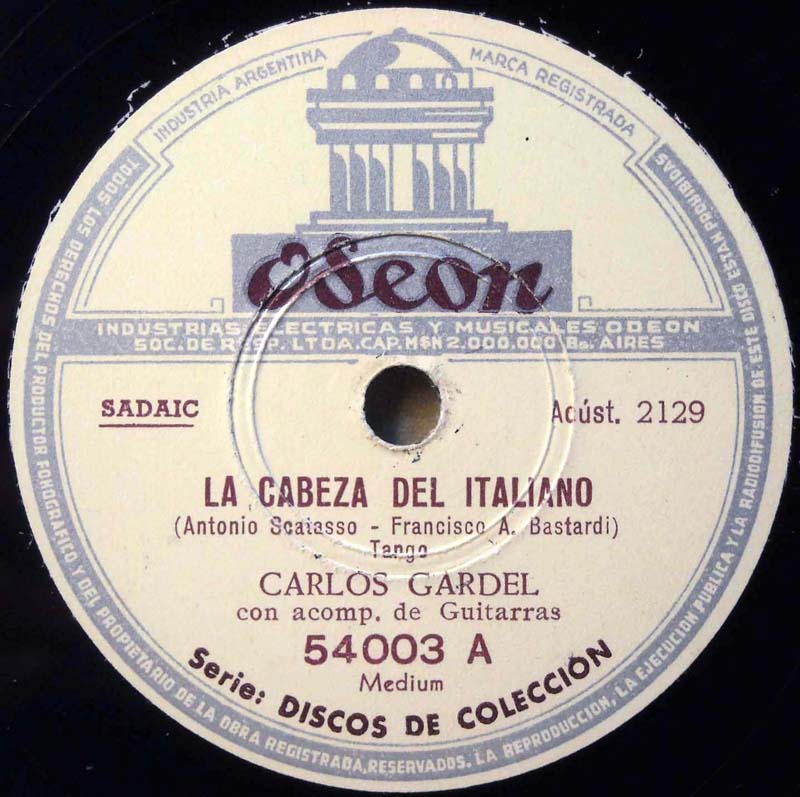 INDUSTRIA ARGENTINA
MARCA REGISTRADA
Odeon
INDUSTRIAS ELECTRICAS Y MUSICALES ODEON
SOC. DE RESP. LTDA. CAP. M$N 2.000.000 Bs. AIRES
SADAIC
Acúst. 2129
LA CABEZA DEL ITALIANO
(Antonio Scatasso - Francisco A. Bastardi)
Tango
CARLOS GARDEL
con acomp. de Guitarras
54003 A
Medium
Serie: DISCOS DE COLECCIÓN
TODOS LOS DERECHOS DEL PRODUCTOR FONOGRAFICO Y DEL PROPIETARIO DE LA OBRA REGISTRADA, RESERVADOS. LA REPRODUCCION, LA EJECUCION PUBLICA Y LA RADIODIFUSION DE ESTE DISCO ESTAN PROHIBIDAS